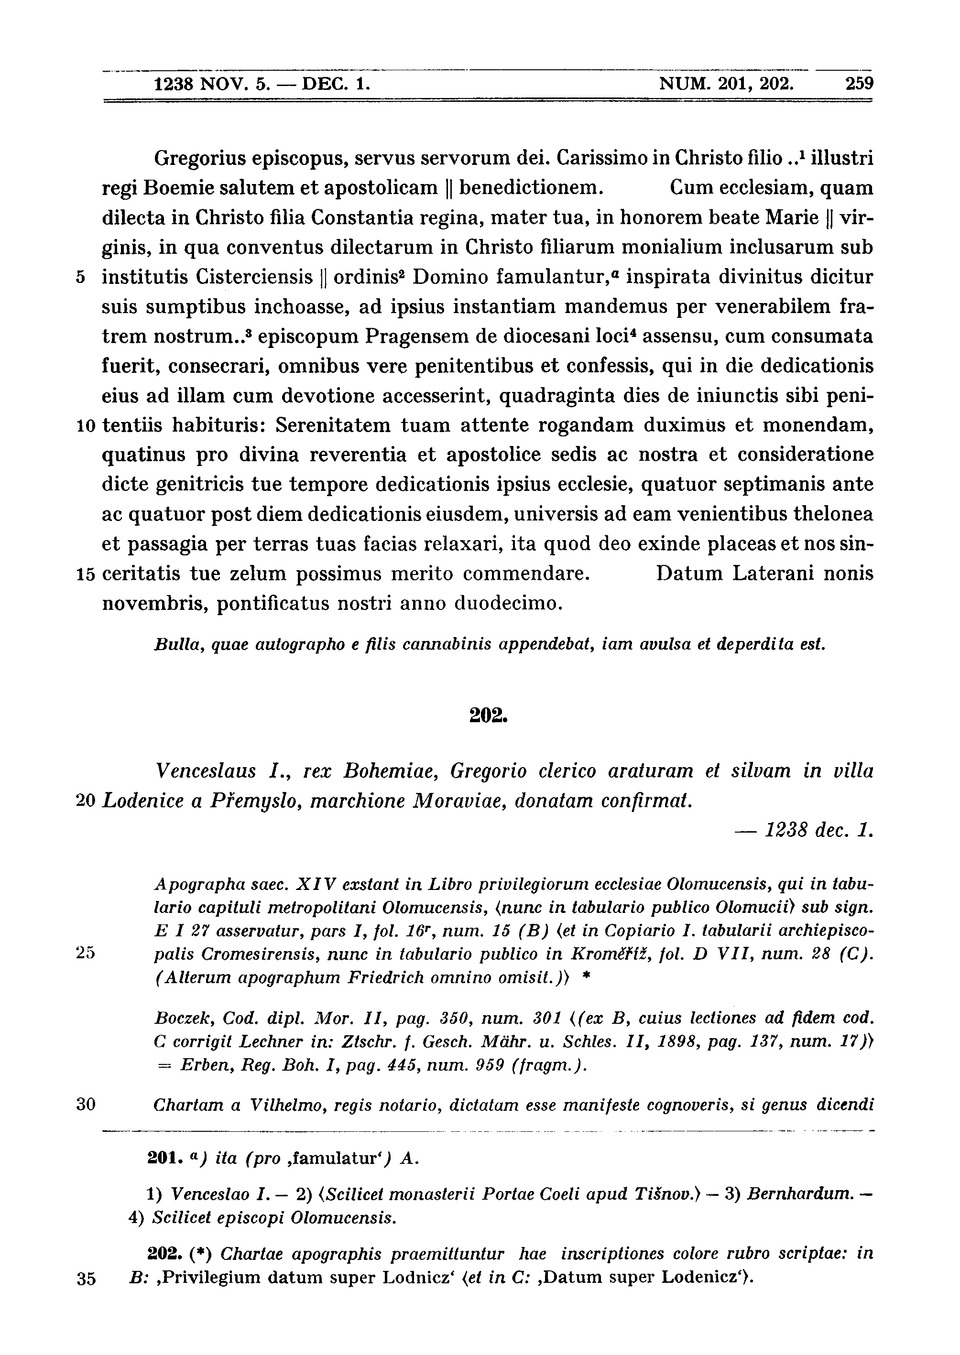 1238 NOV. 5. — DEC. 1. NUM. 201, 202. 259
Gregorius episcopus, servus servorum dei. Carissimo in Christo filio ..¹ illustri
regi Boemie salutem et apostolicam || benedictionem. Cum ecclesiam, quam
dilecta in Christo filia Constantia regina, mater tua, in honorem beate Marie || vir-
ginis, in qua conventus dilectarum in Christo filiarum monialium inclusarum sub
5 institutis Cisterciensis || ordinis² Domino famulantur,ᵃ inspirata divinitus dicitur
suis sumptibus inchoasse, ad ipsius instantiam mandemus per venerabilem fra-
trem nostrum..³ episcopum Pragensem de diocesani loci⁴ assensu, cum consumata
fuerit, consecrari, omnibus vere penitentibus et confessis, qui in die dedicationis
eius ad illam cum devotione accesserint, quadraginta dies de iniunctis sibi peni-
10 tentiis habituris: Serenitatem tuam attente rogandam duximus et monendam,
quatinus pro divina reverentia et apostolice sedis ac nostra et consideratione
dicte genitricis tue tempore dedicationis ipsius ecclesie, quatuor septimanis ante
ac quatuor post diem dedicationis eiusdem, universis ad eam venientibus thelonea
et passagia per terras tuas facias relaxari, ita quod deo exinde placeas et nos sin-
15 ceritatis tue zelum possimus merito commendare. Datum Laterani nonis
novembris, pontificatus nostri anno duodecimo.
Bulla, quae autographo e filis cannabinis appendebat, iam avulsa et deperdita est.
202.
Venceslaus I., rex Bohemiae, Gregorio clerico araturam et silvam in villa
20 Lodenice a Přemyslo, marchione Moraviae, donatam confirmat.
— 1238 dec. 1.
Apographa saec. XIV exstant in Libro privilegiorum ecclesiae Olomucensis, qui in tabu-
lario capituli metropolitani Olomucensis, ⟨nunc in tabulario publico Olomucii⟩ sub sign.
E I 27 asservatur, pars I, fol. 16ʳ, num. 15 (B) ⟨et in Copiario I. tabularii archiepisco-
25 palis Cromesirensis, nunc in tabulario publico in Kroměříž, fol. D VII, num. 28 (C).
(Alterum apographum Friedrich omnino omisit.)⟩ *
Boczek, Cod. dipl. Mor. II, pag. 350, num. 301 ⟨(ex B, cuius lectiones ad fidem cod.
C corrigit Lechner in: Ztschr. f. Gesch. Mähr. u. Schles. II, 1898, pag. 137, num. 17)⟩
= Erben, Reg. Boh. I, pag. 445, num. 959 (fragm.).
30 Chartam a Vilhelmo, regis notario, dictatam esse manifeste cognoveris, si genus dicendi
201. ᵃ) ita (pro ‚famulatur‘) A.
1) Venceslao I. — 2) ⟨Scilicet monasterii Portae Coeli apud Tišnov.⟩ — 3) Bernhardum. —
4) Scilicet episcopi Olomucensis.
202. (*) Chartae apographis praemittuntur hae inscriptiones colore rubro scriptae: in
35 B: ‚Privilegium datum super Lodnicz‘ ⟨et in C: ‚Datum super Lodenicz‘⟩.